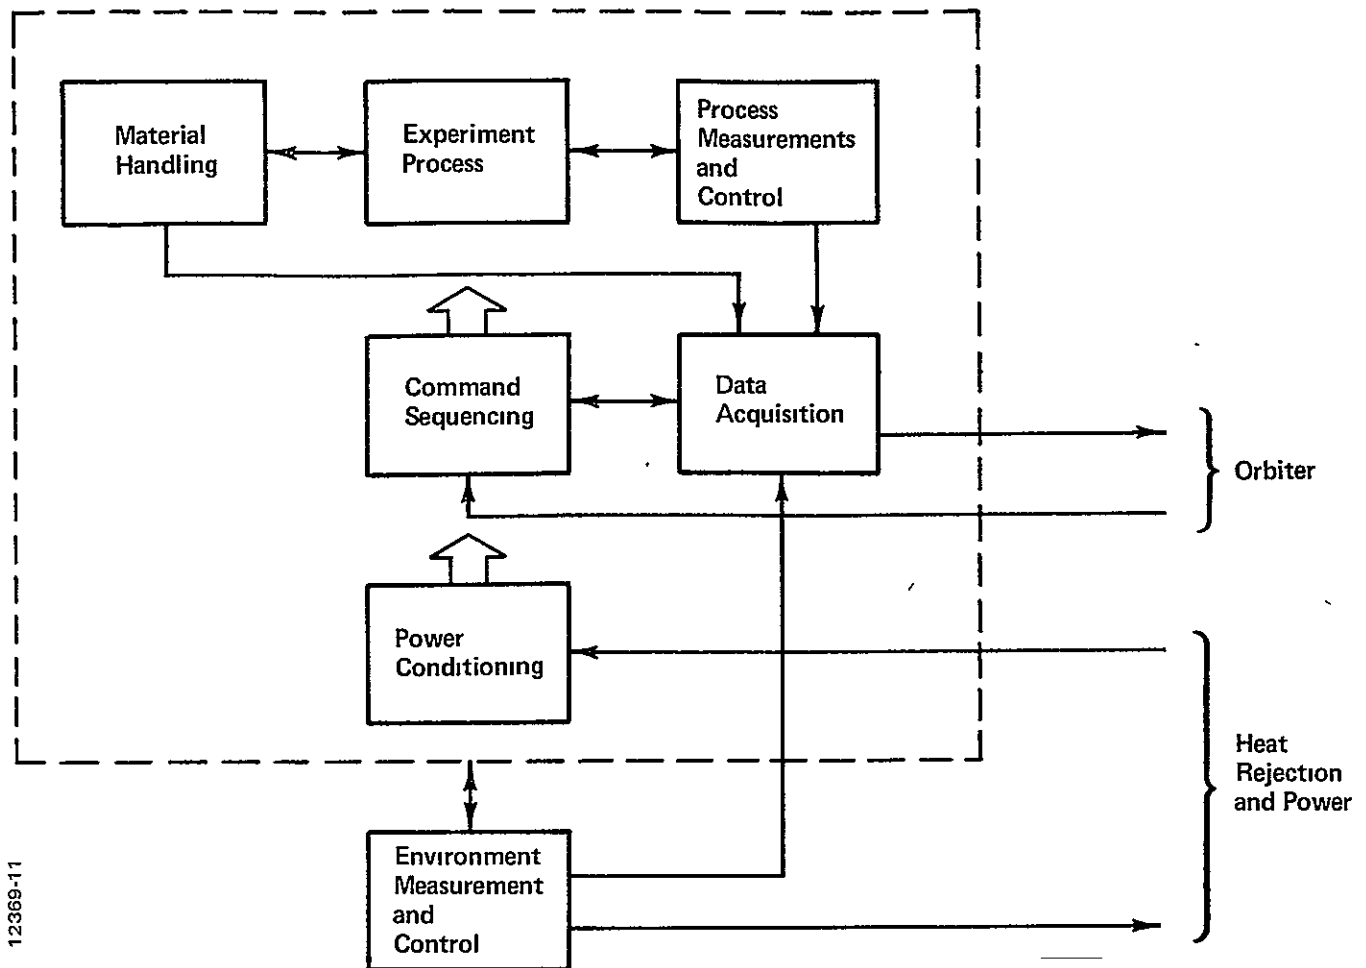 Material
Handling
Experiment
Process
Process
Measurements
and
Control
Command
Sequencing
Data
Acquisition
Orbiter
Power
Conditioning
Heat
Rejection
and Power
Environment
Measurement
and
Control
12369-11